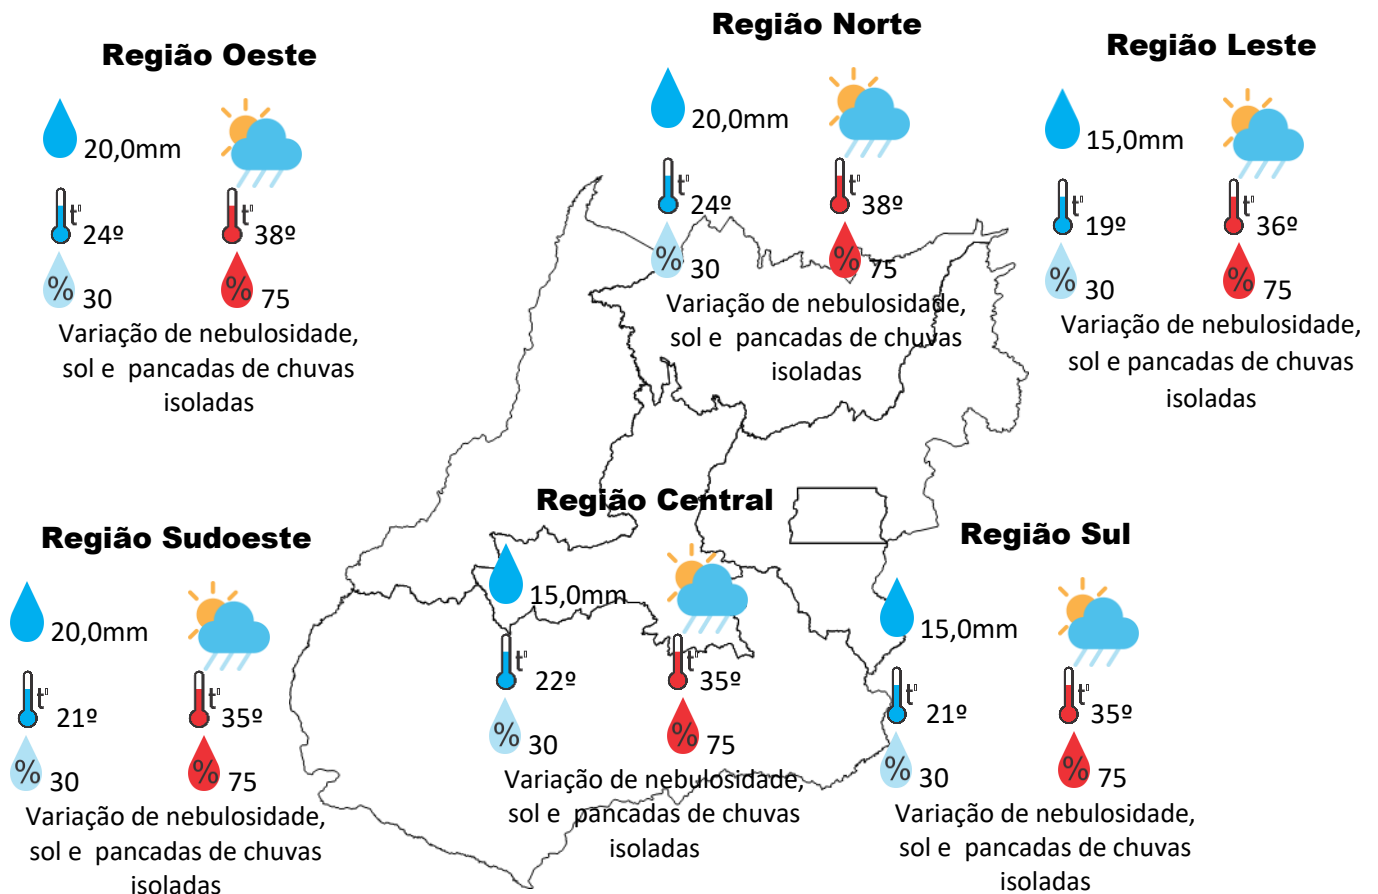 Região Oeste
20,0mm
t°
24º
t°
38º
%
30
%
75
Variação de nebulosidade,
sol e pancadas de chuvas
isoladas
Região Norte
20,0mm
t°
24º
t°
38º
%
30
%
75
Variação de nebulosidade,
sol e pancadas de chuvas
isoladas
Região Leste
15,0mm
t°
19º
t°
36º
%
30
%
75
Variação de nebulosidade,
sol e pancadas de chuvas
isoladas
Região Sudoeste
20,0mm
t°
21º
t°
35º
%
30
%
75
Variação de nebulosidade,
sol e pancadas de chuvas
isoladas
Região Central
15,0mm
t°
22º
t°
35º
%
30
%
75
Variação de nebulosidade,
sol e pancadas de chuvas
isoladas
Região Sul
15,0mm
t°
21º
t°
35º
%
30
%
75
Variação de nebulosidade,
sol e pancadas de chuvas
isoladas